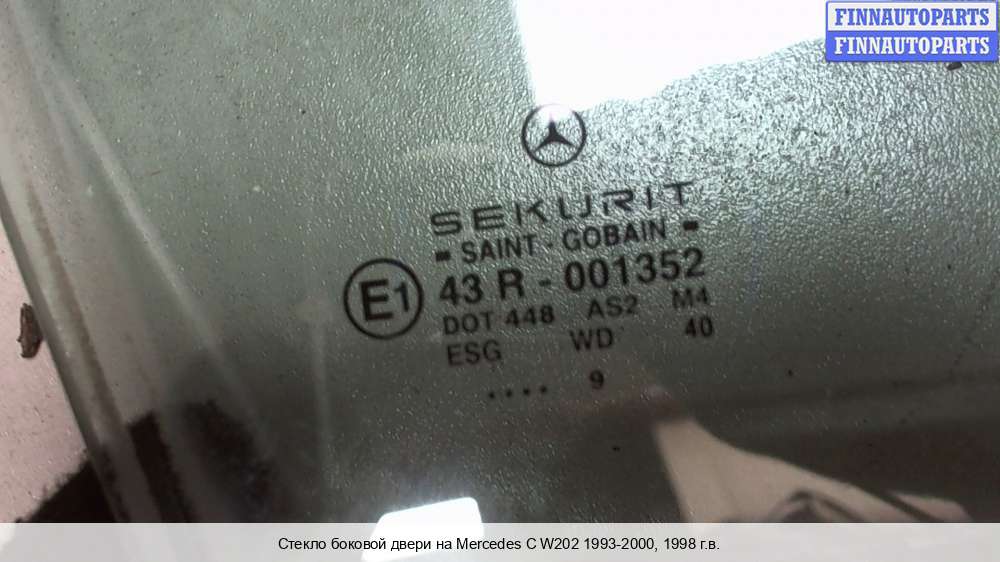 FINNAUTOPARTS
FINNAUTOPARTS
SEKURIT
SAINT - GOBAIN
E1 43 R - 001352
DOT 448 AS2 M4
ESG WD 40
.... 9
Стекло боковой двери на Mercedes C W202 1993-2000, 1998 г.в.